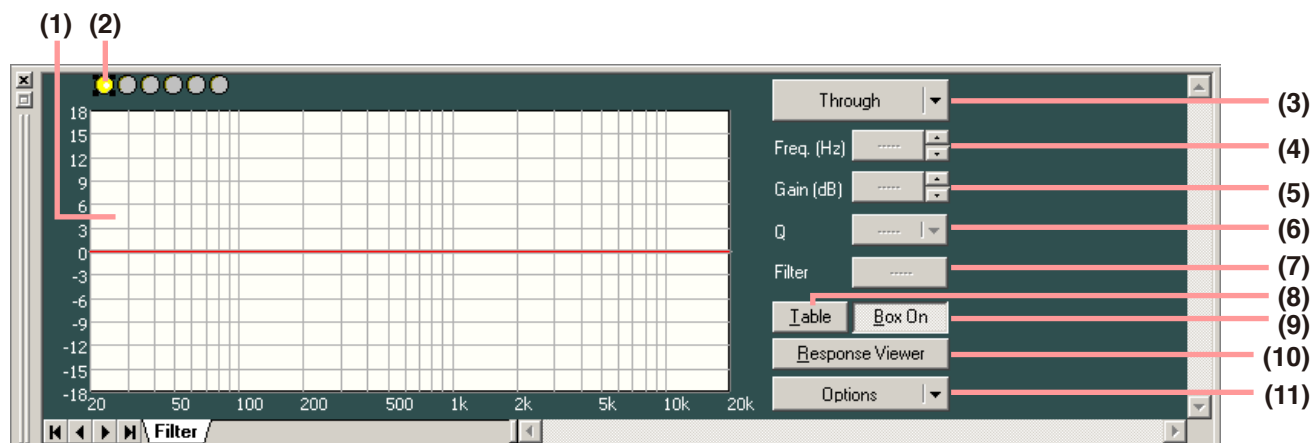 (1) (2)
Through (3)
18
15
12
9
6
3
0
-3
-6
-9
-12
-15
-18
20 50 100 200 500 1k 2k 5k 10k 20k
Freq. (Hz) ----- (4)
Gain (dB) ----- (5)
Q ----- (6)
Filter ----- (7)
(8)
Table Box On (9)
Response Viewer (10)
Options (11)
Filter